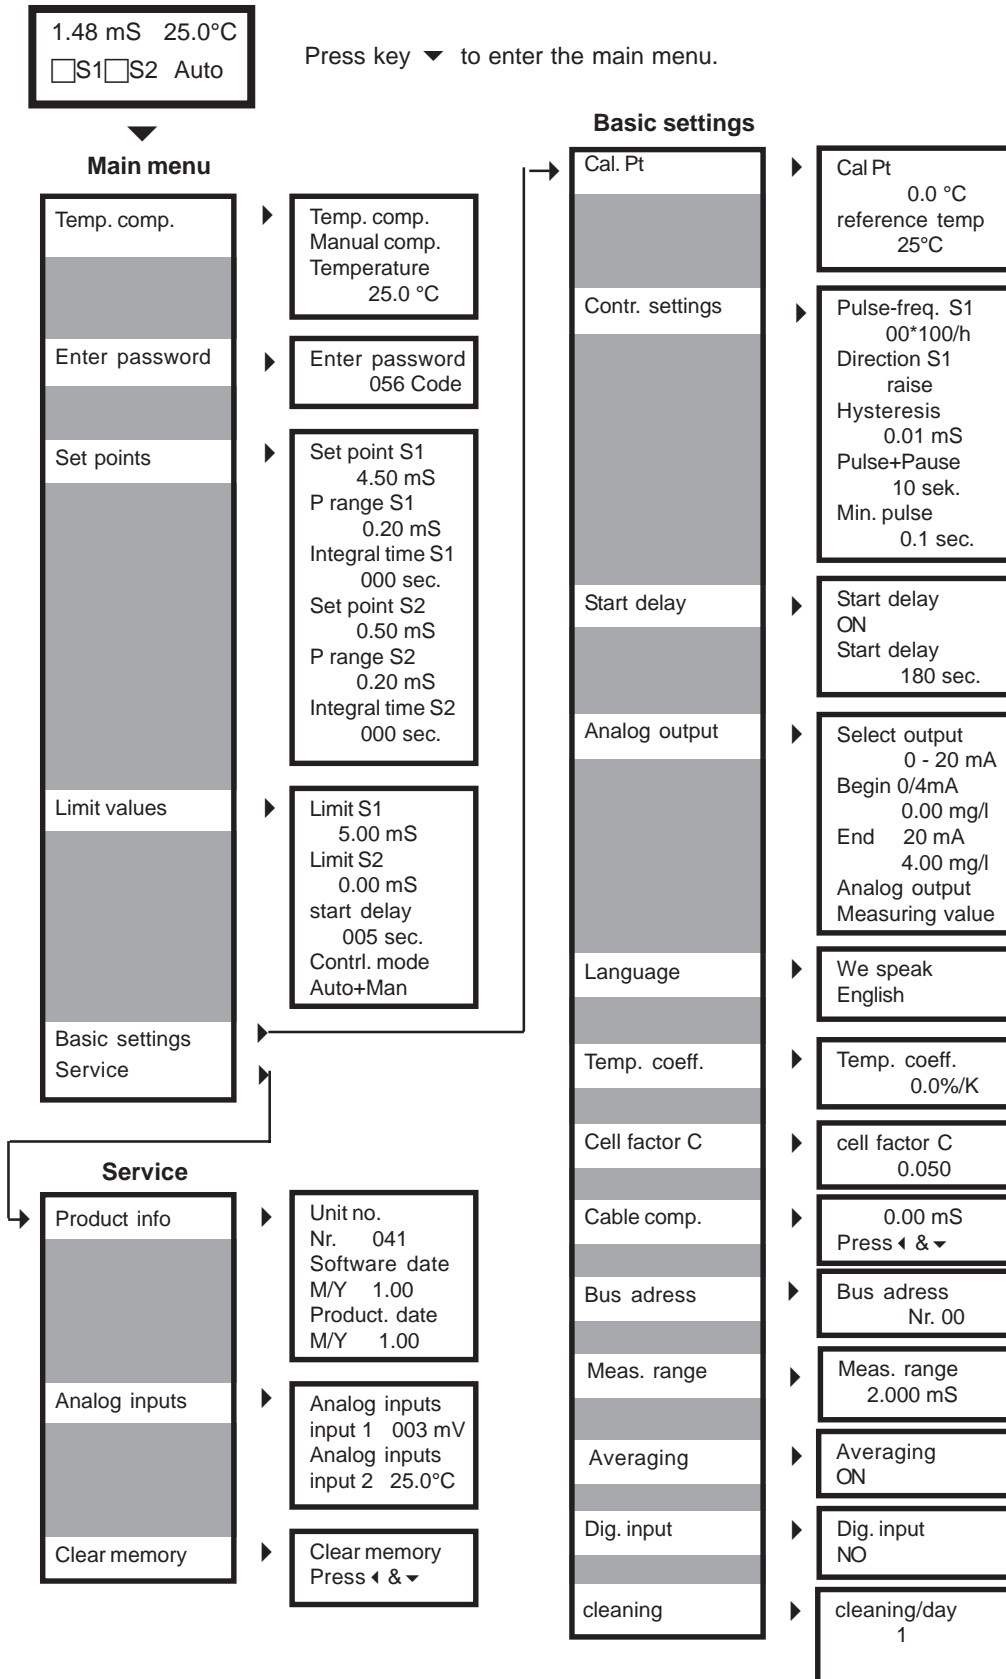 1.48 mS 25.0°C
□S1□S2 Auto
Press key ▼ to enter the main menu.
Main menu
Temp. comp.
Temp. comp.
Manual comp.
Temperature
25.0 °C
Enter password
Enter password
056 Code
Set points
Set point S1
4.50 mS
P range S1
0.20 mS
Integral time S1
000 sec.
Set point S2
0.50 mS
P range S2
0.20 mS
Integral time S2
000 sec.
Limit values
Limit S1
5.00 mS
Limit S2
0.00 mS
start delay
005 sec.
Contrl. mode
Auto+Man
Basic settings
Service
Service
Product info
Unit no.
Nr. 041
Software date
M/Y 1.00
Product. date
M/Y 1.00
Analog inputs
Analog inputs
input 1 003 mV
Analog inputs
input 2 25.0°C
Clear memory
Clear memory
Press ◂ & ▾
Basic settings
Cal. Pt
Cal Pt
0.0 °C
reference temp
25°C
Contr. settings
Pulse-freq. S1
00*100/h
Direction S1
raise
Hysteresis
0.01 mS
Pulse+Pause
10 sek.
Min. pulse
0.1 sec.
Start delay
Start delay
ON
Start delay
180 sec.
Analog output
Select output
0 - 20 mA
Begin 0/4mA
0.00 mg/l
End 20 mA
4.00 mg/l
Analog output
Measuring value
Language
We speak
English
Temp. coeff.
Temp. coeff.
0.0%/K
Cell factor C
cell factor C
0.050
Cable comp.
0.00 mS
Press ◂ & ▾
Bus adress
Bus adress
Nr. 00
Meas. range
Meas. range
2.000 mS
Averaging
Averaging
ON
Dig. input
Dig. input
NO
cleaning
cleaning/day
1